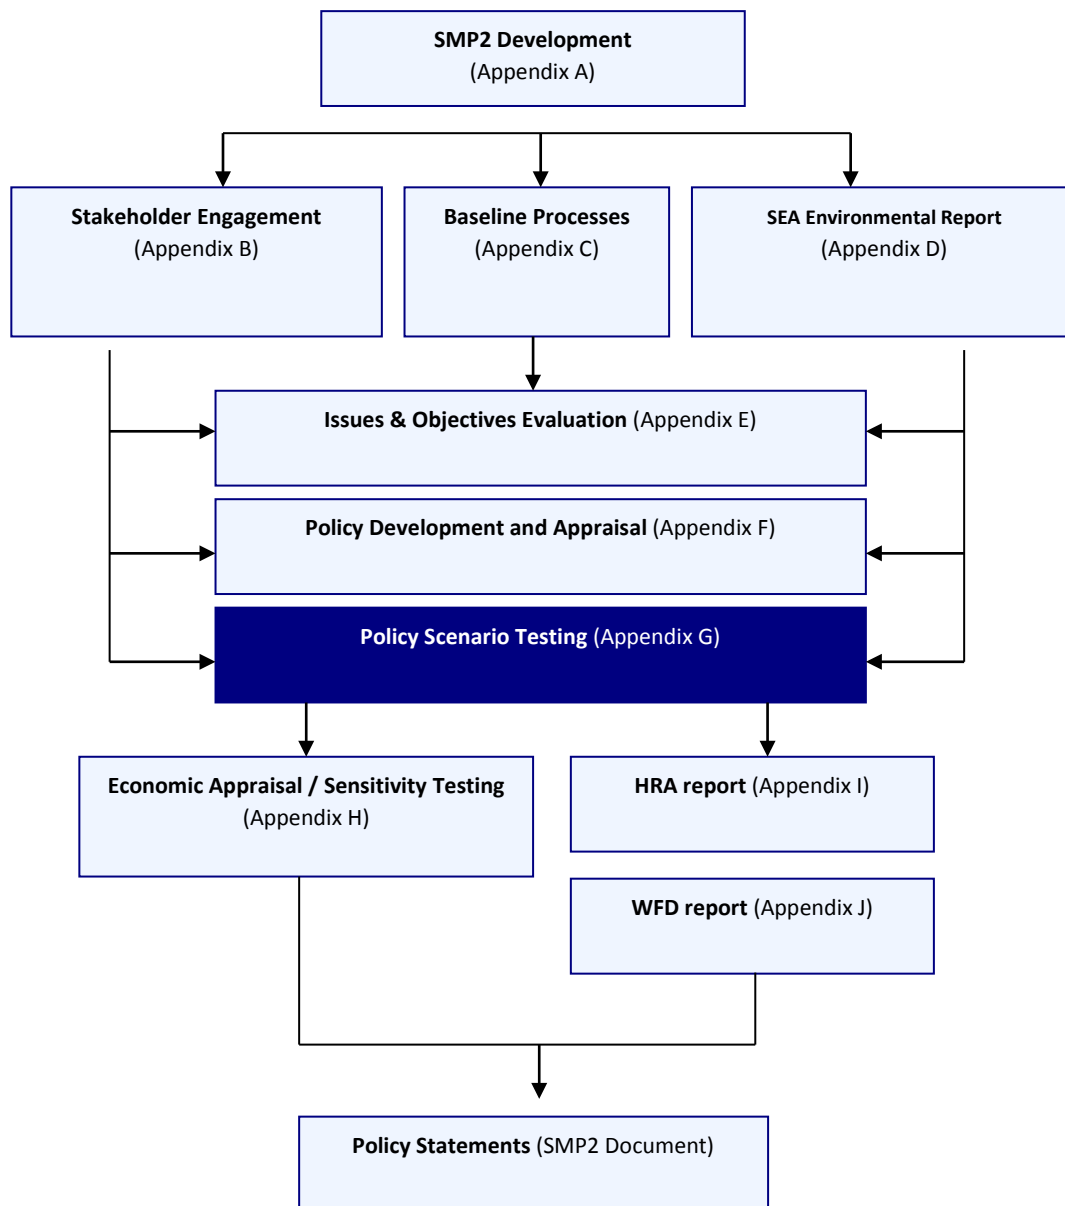 SMP2 Development
(Appendix A)
Stakeholder Engagement
(Appendix B)
Baseline Processes
(Appendix C)
SEA Environmental Report
(Appendix D)
Issues & Objectives Evaluation (Appendix E)
Policy Development and Appraisal (Appendix F)
Policy Scenario Testing (Appendix G)
Economic Appraisal / Sensitivity Testing
(Appendix H)
HRA report (Appendix I)
WFD report (Appendix J)
Policy Statements (SMP2 Document)